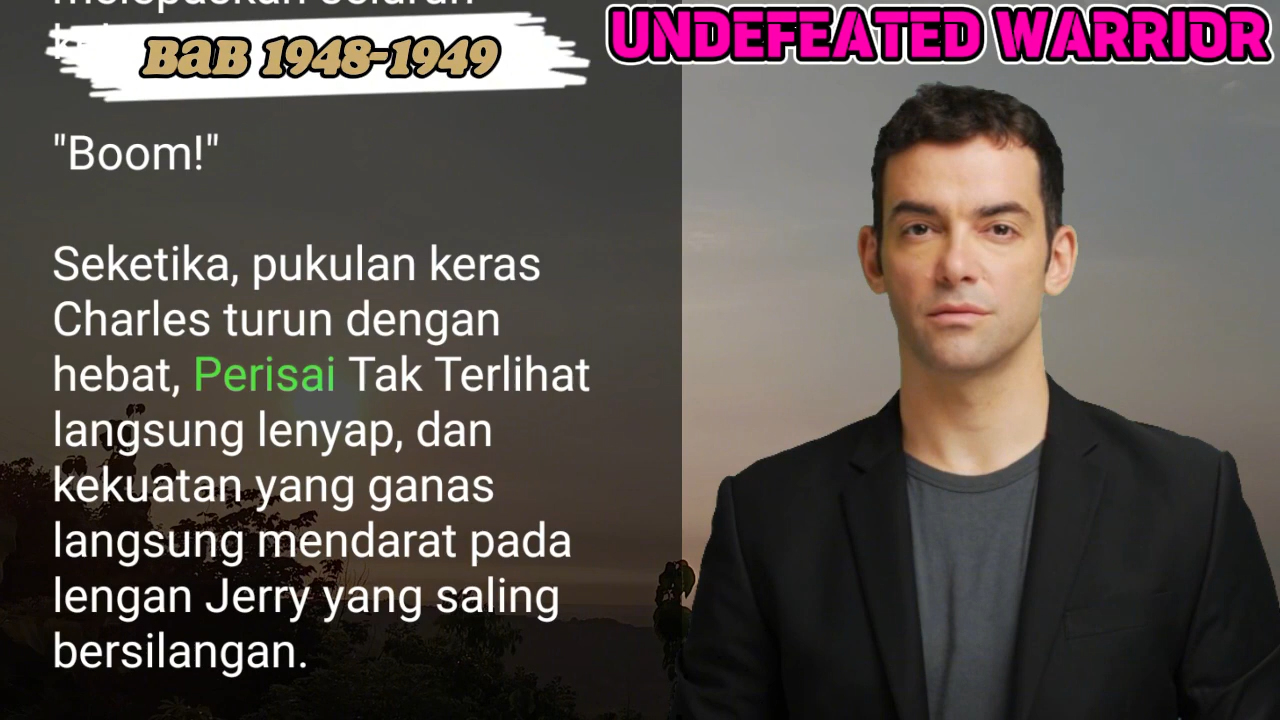 BAB 1948-1949
UNDEFEATED WARRIOR
"Boom!"
Seketika, pukulan keras
Charles turun dengan
hebat, Perisai Tak Terlihat
langsung lenyap, dan
kekuatan yang ganas
langsung mendarat pada
lengan Jerry yang saling
bersilangan.